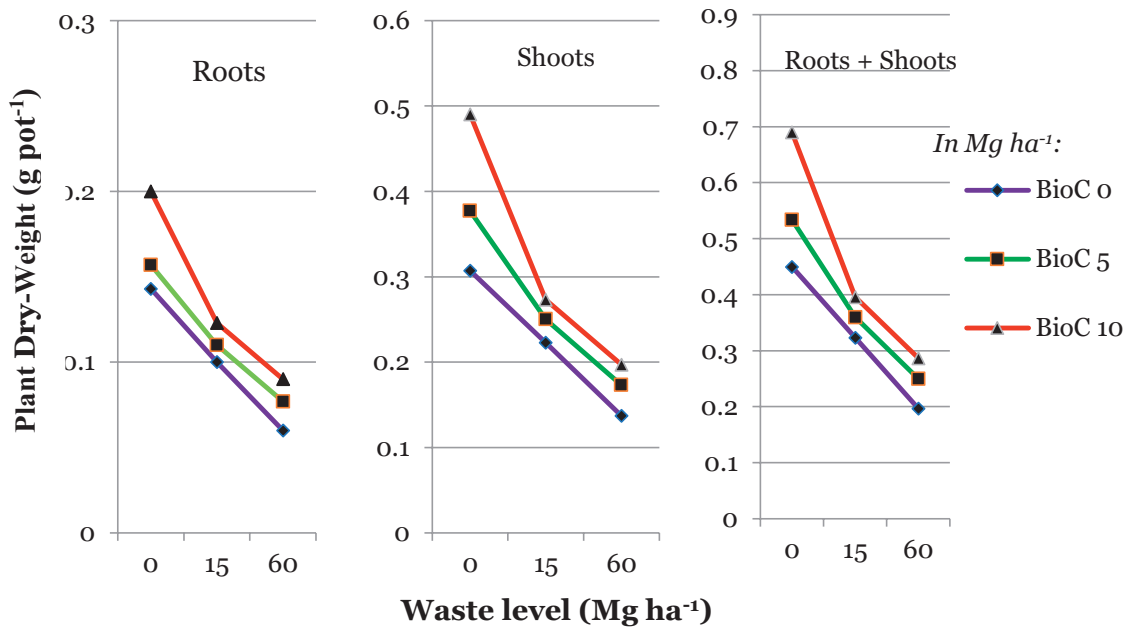 Plant Dry-Weight (g pot⁻¹)
0.3
0.2
0.1
0
Roots
0 15 60
0.6
0.5
0.4
0.3
0.2
0.1
0
Shoots
0 15 60
0.9
0.8
0.7
0.6
0.5
0.4
0.3
0.2
0.1
0
Roots + Shoots
0 15 60
In Mg ha⁻¹:
BioC 0
BioC 5
BioC 10
Waste level (Mg ha⁻¹)